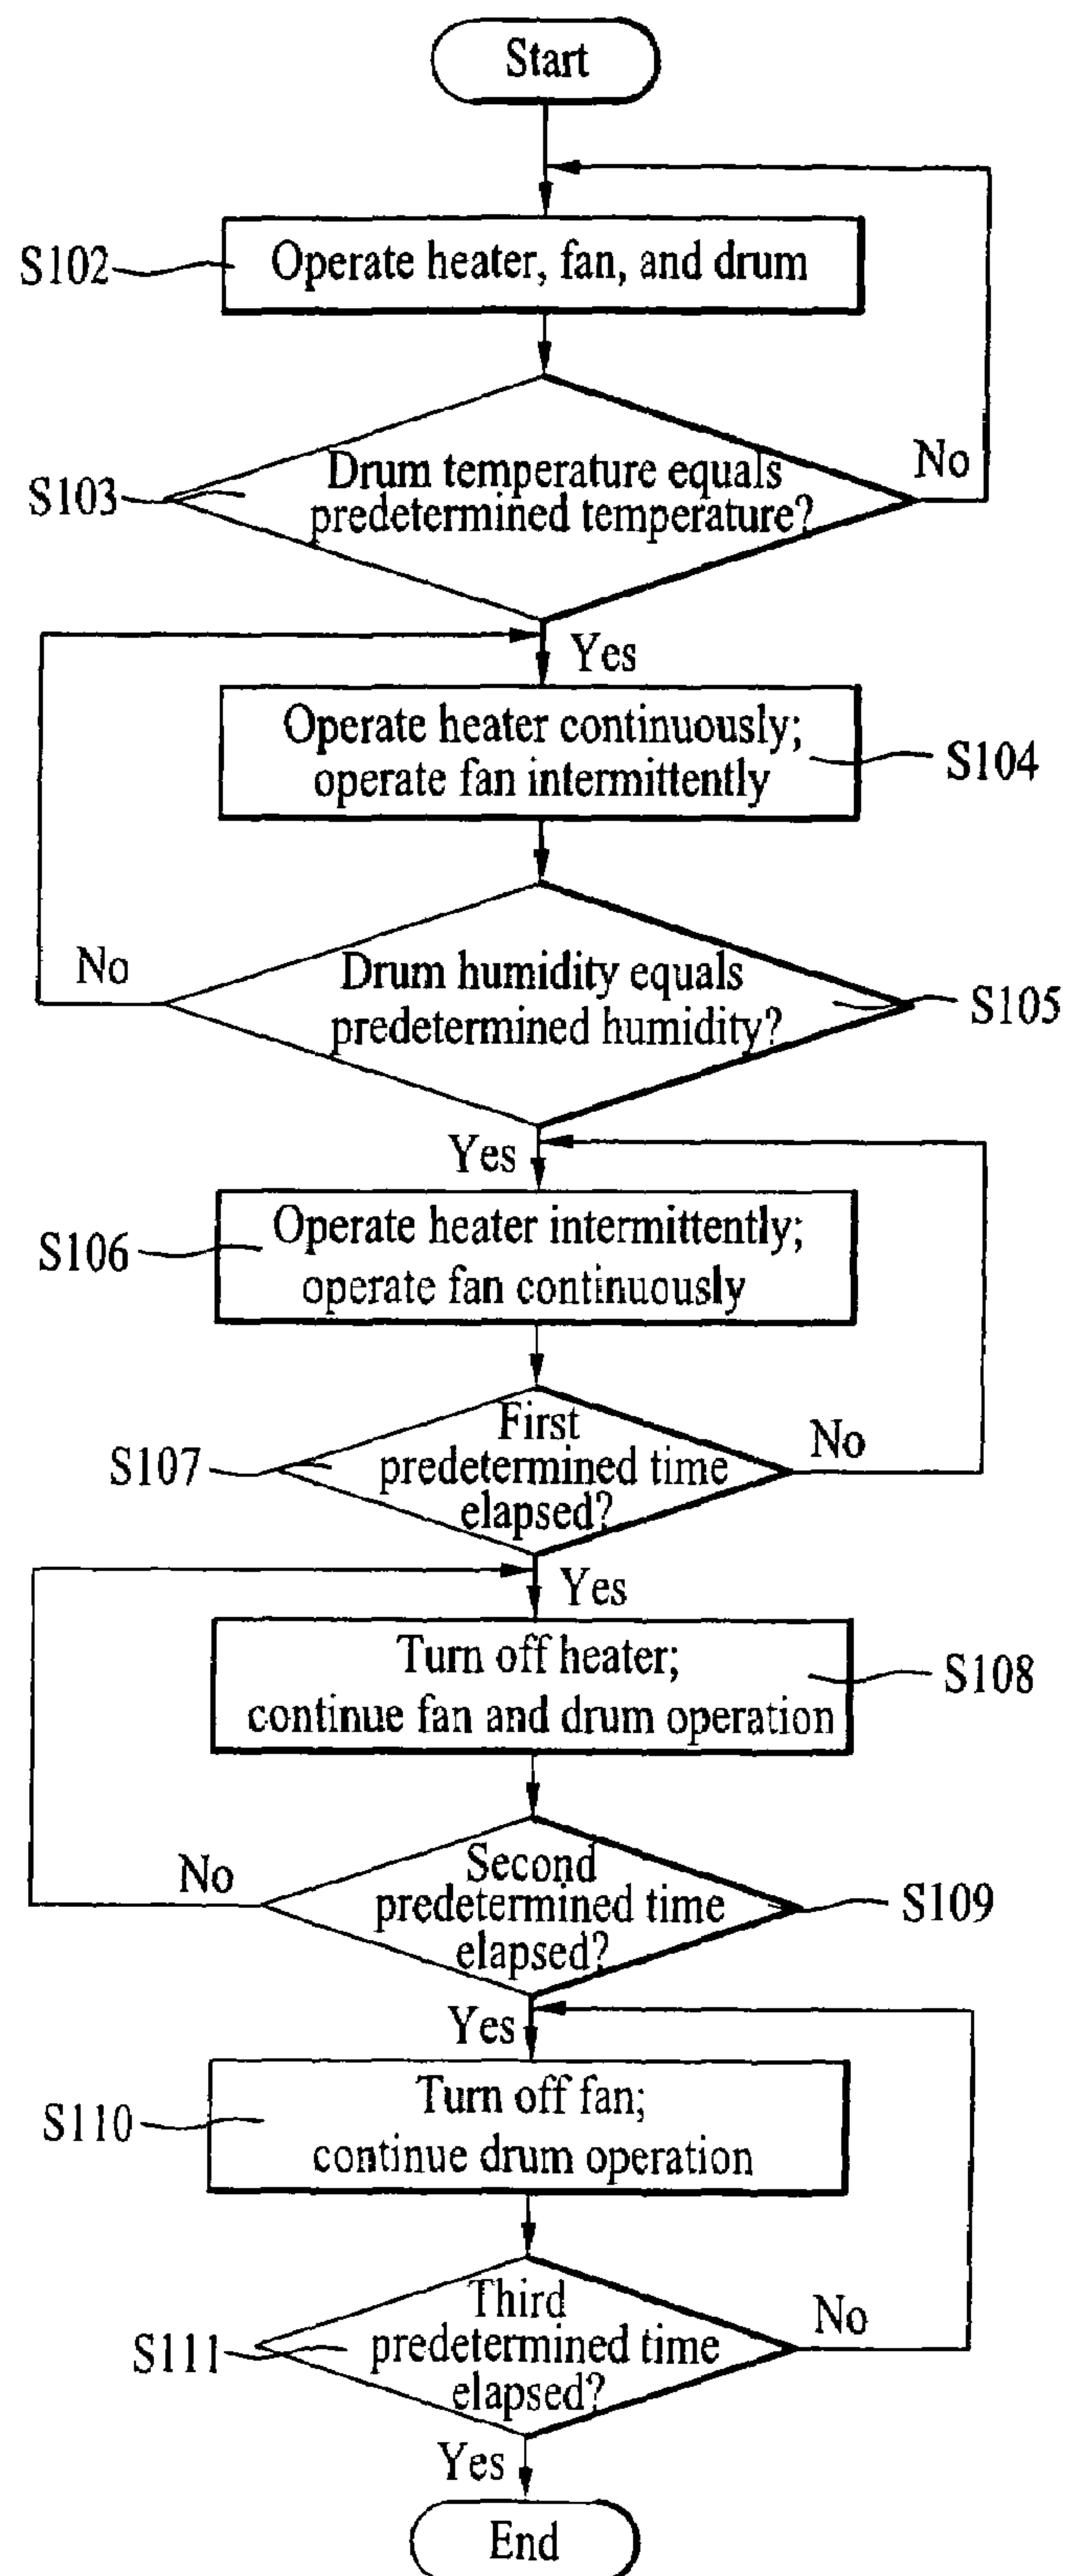 Start
S102
Operate heater, fan, and drum
S103
Drum temperature equals
predetermined temperature?
No
Yes
Operate heater continuously;
operate fan intermittently
S104
No
Drum humidity equals
predetermined humidity?
S105
Yes
S106
Operate heater intermittently;
operate fan continuously
S107
First
predetermined time
elapsed?
No
Yes
Turn off heater;
continue fan and drum operation
S108
No
Second
predetermined time
elapsed?
S109
Yes
S110
Turn off fan;
continue drum operation
S111
Third
predetermined time
elapsed?
No
Yes
End